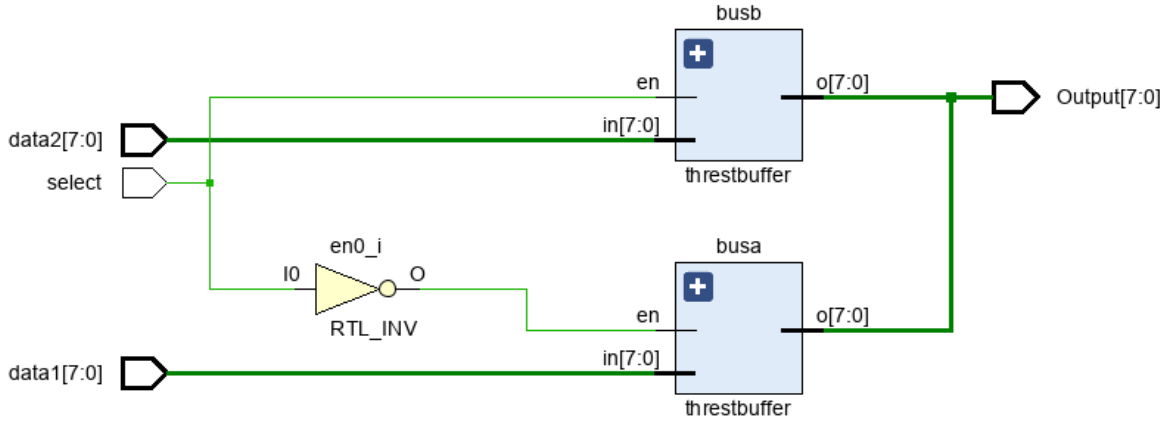 busb
en
o[7:0]
Output[7:0]
data2[7:0]
in[7:0]
select
threstbuffer
en0_i
busa
I0
O
RTL_INV
en
o[7:0]
data1[7:0]
in[7:0]
threstbuffer